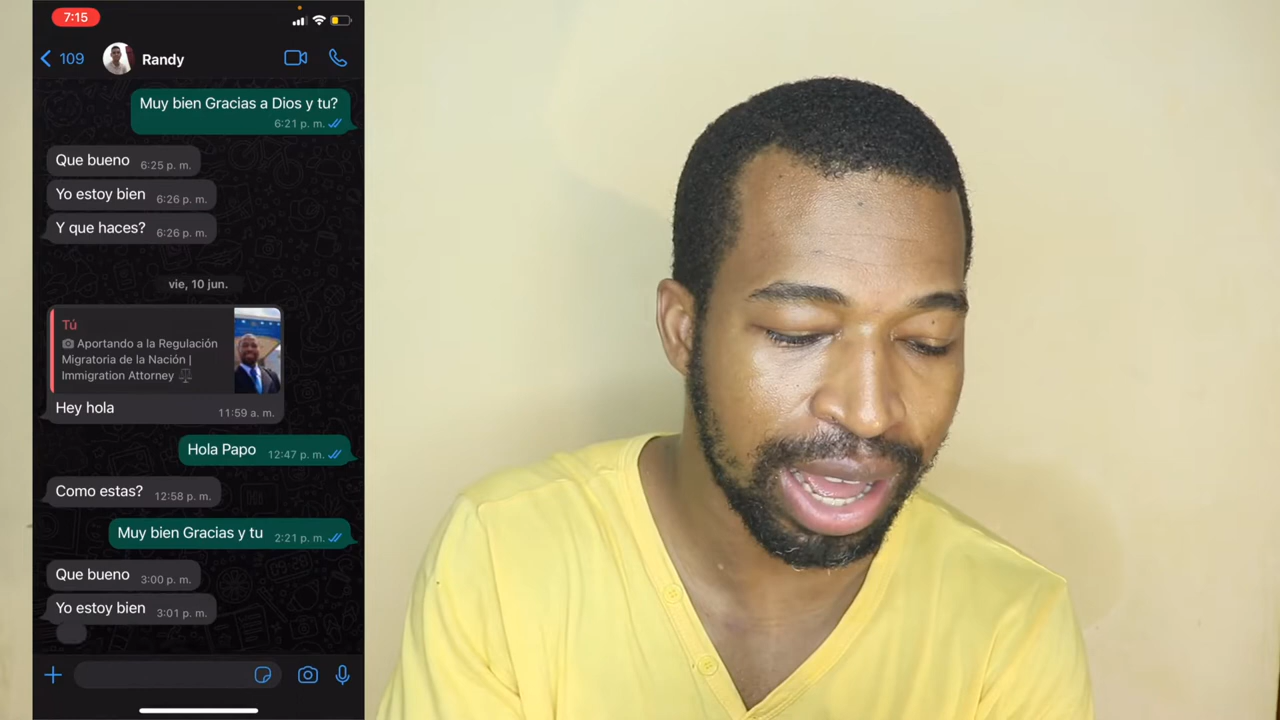 7:15
109
Randy
Muy bien Gracias a Dios y tu?
6:21 p. m.
Que bueno 6:25 p. m.
Yo estoy bien 6:26 p. m.
Y que haces? 6:26 p. m.
vie, 10 jun.
Tú
Aportando a la Regulación
Migratoria de la Nación |
Immigration Attorney
Hey hola 11:59 a. m.
Hola Papo 12:47 p. m.
Como estas? 12:58 p. m.
Muy bien Gracias y tu 2:21 p. m.
Que bueno 3:00 p. m.
Yo estoy bien 3:01 p. m.